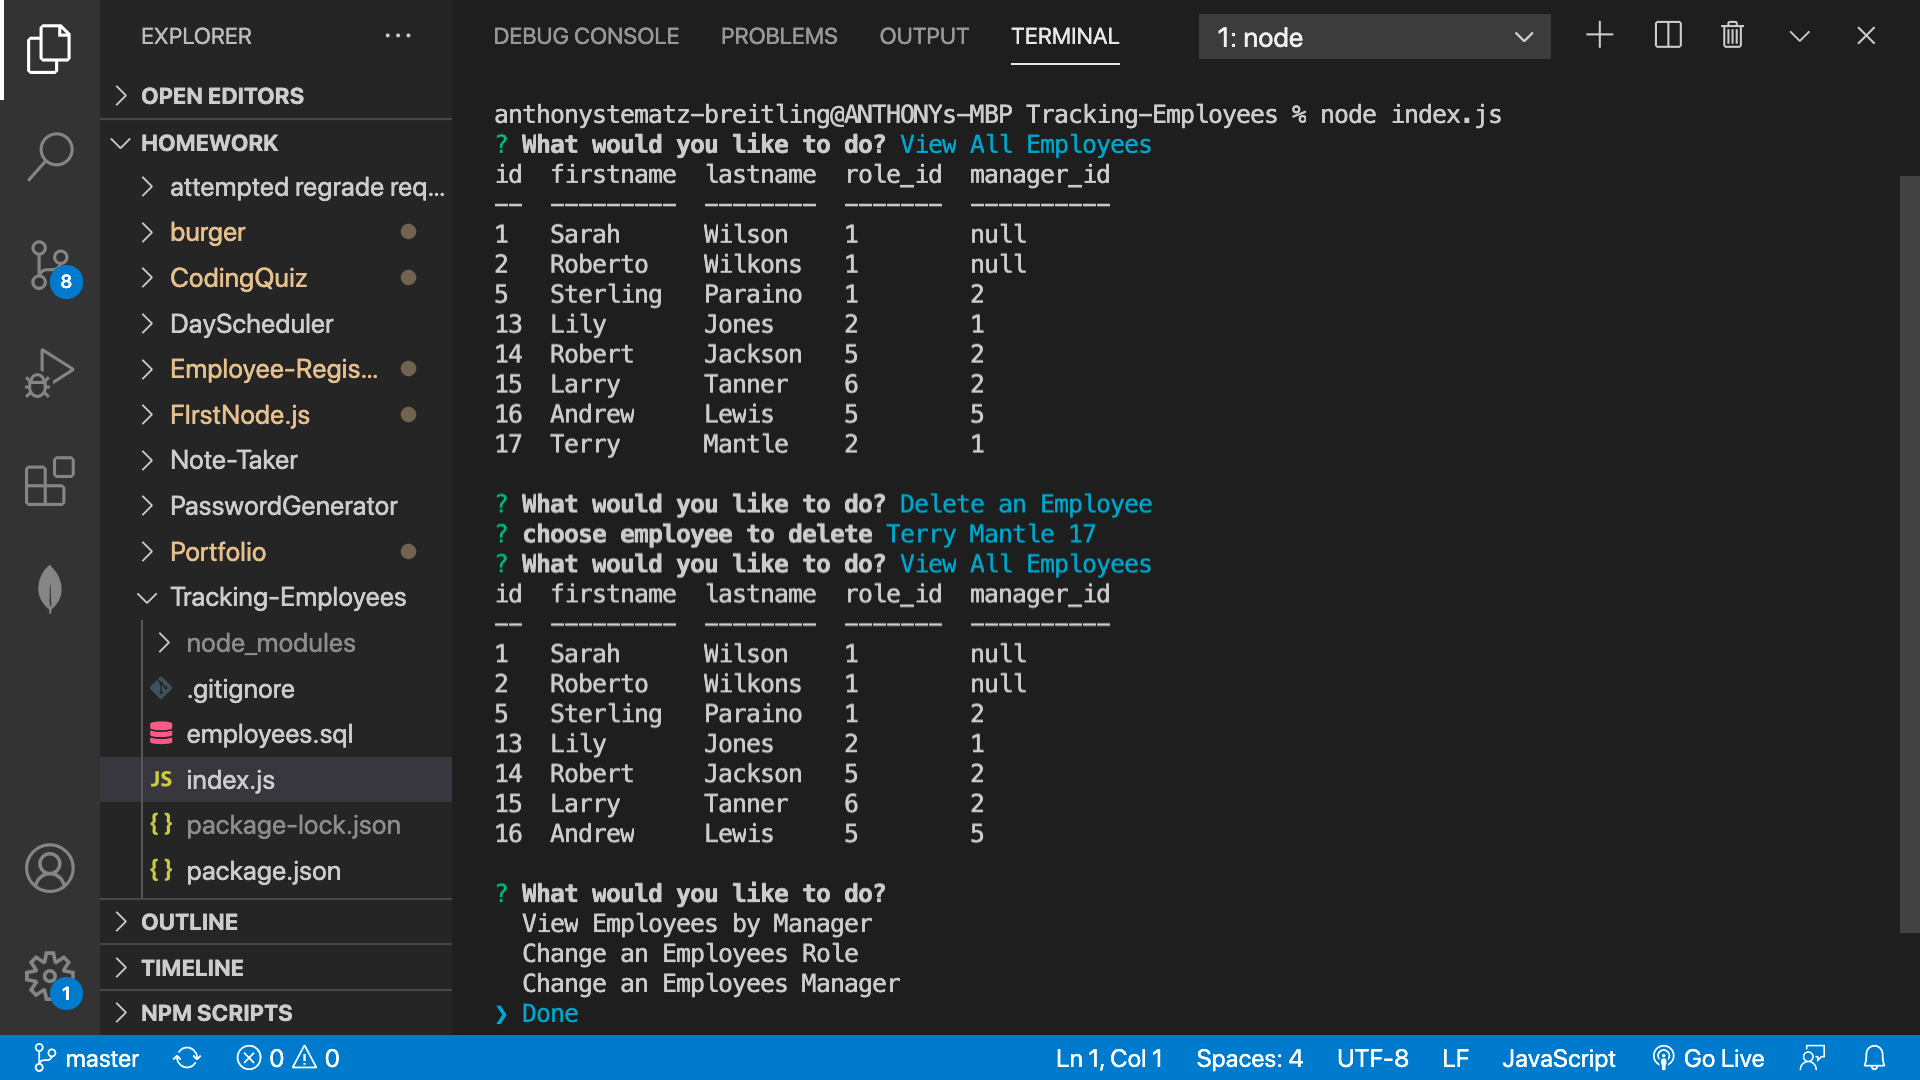 EXPLORER
OPEN EDITORS
HOMEWORK
attempted regrade req...
burger
CodingQuiz
DayScheduler
Employee-Regis...
FIrstNode.js
Note-Taker
PasswordGenerator
Portfolio
Tracking-Employees
node_modules
.gitignore
employees.sql
JS index.js
{} package-lock.json
{} package.json
OUTLINE
TIMELINE
NPM SCRIPTS
8
1
DEBUG CONSOLE PROBLEMS OUTPUT TERMINAL 1: node
anthonystematz-breitling@ANTHONYs-MBP Tracking-Employees % node index.js
? What would you like to do? View All Employees
id firstname lastname role_id manager_id
-- --------- -------- ------- ----------
1 Sarah Wilson 1 null
2 Roberto Wilkons 1 null
5 Sterling Paraino 1 2
13 Lily Jones 2 1
14 Robert Jackson 5 2
15 Larry Tanner 6 2
16 Andrew Lewis 5 5
17 Terry Mantle 2 1
? What would you like to do? Delete an Employee
? choose employee to delete Terry Mantle 17
? What would you like to do? View All Employees
id firstname lastname role_id manager_id
-- --------- -------- ------- ----------
1 Sarah Wilson 1 null
2 Roberto Wilkons 1 null
5 Sterling Paraino 1 2
13 Lily Jones 2 1
14 Robert Jackson 5 2
15 Larry Tanner 6 2
16 Andrew Lewis 5 5
? What would you like to do?
View Employees by Manager
Change an Employees Role
Change an Employees Manager
❯ Done
master 0 0 Ln 1, Col 1 Spaces: 4 UTF-8 LF JavaScript Go Live